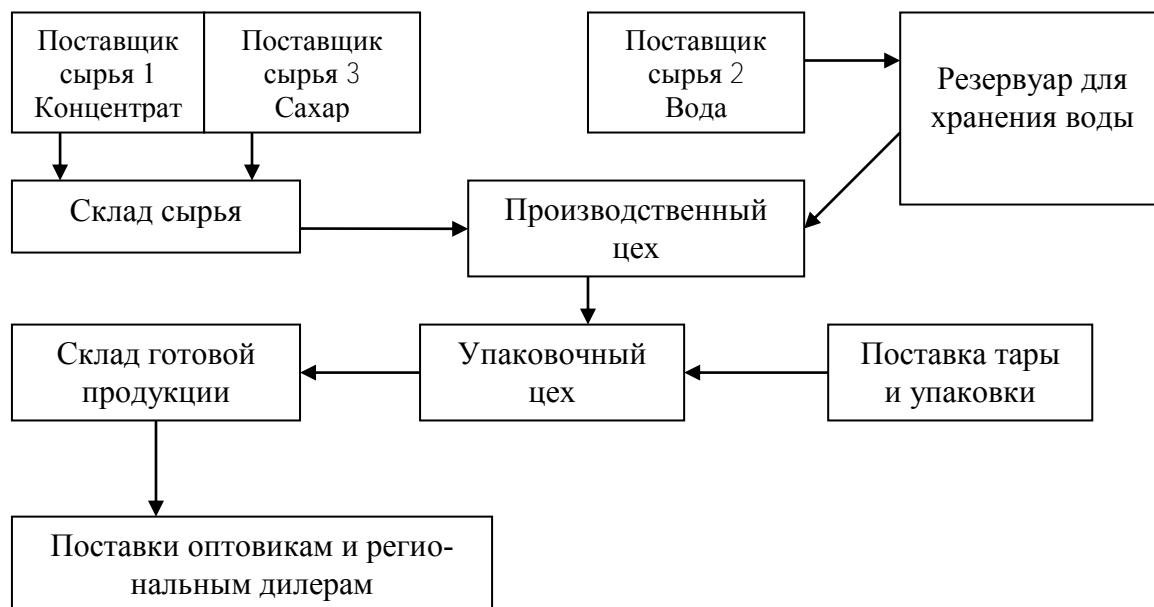 Поставщик
сырья 1
Концентрат
Поставщик
сырья 3
Сахар
Поставщик
сырья 2
Вода
Резервуар для
хранения воды
Склад сырья
Производственный
цех
Склад готовой
продукции
Упаковочный
цех
Поставка тары
и упаковки
Поставки оптовикам и регио-
нальным дилерам